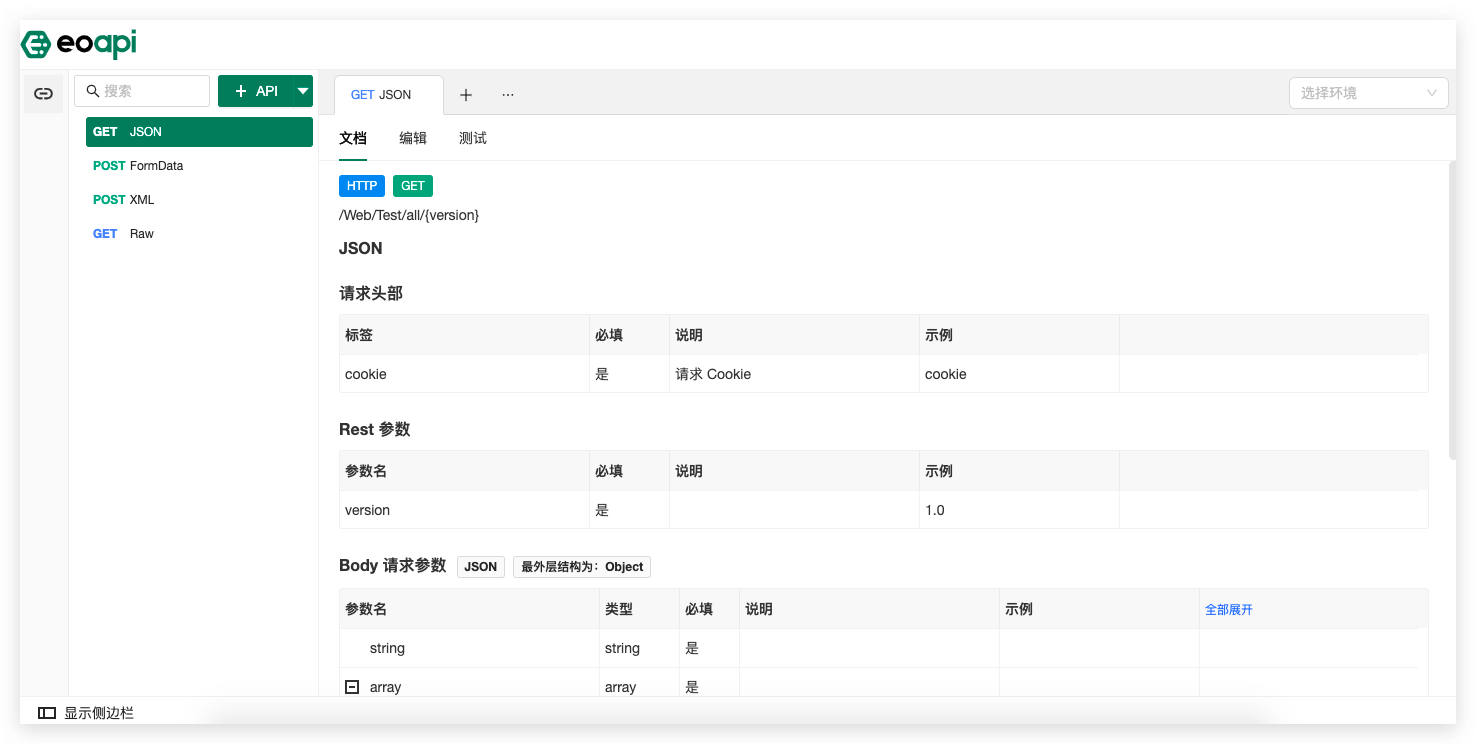 eoapi
搜索
API
GET JSON
选择环境
GET JSON
POST FormData
POST XML
GET Raw
文档 编辑 测试
HTTP GET
/Web/Test/all/{version}
JSON
请求头部
标签 必填 说明 示例
cookie 是 请求 Cookie cookie
Rest 参数
参数名 必填 说明 示例
version 是 1.0
Body 请求参数 JSON 最外层结构为：Object
参数名 类型 必填 说明 示例 全部展开
string string 是
array array 是
显示侧边栏